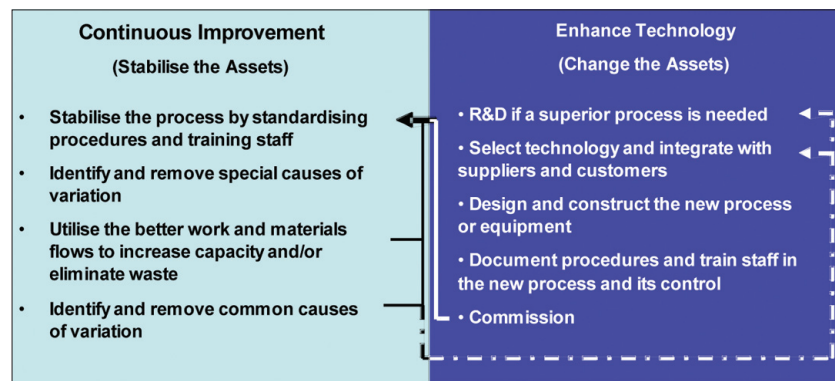 Continuous Improvement
(Stabilise the Assets)
• Stabilise the process by standardising
procedures and training staff
• Identify and remove special causes of
variation
• Utilise the better work and materials
flows to increase capacity and/or
eliminate waste
• Identify and remove common causes
of variation
Enhance Technology
(Change the Assets)
• R&D if a superior process is needed
• Select technology and integrate with
suppliers and customers
• Design and construct the new process
or equipment
• Document procedures and train staff in
the new process and its control
• Commission